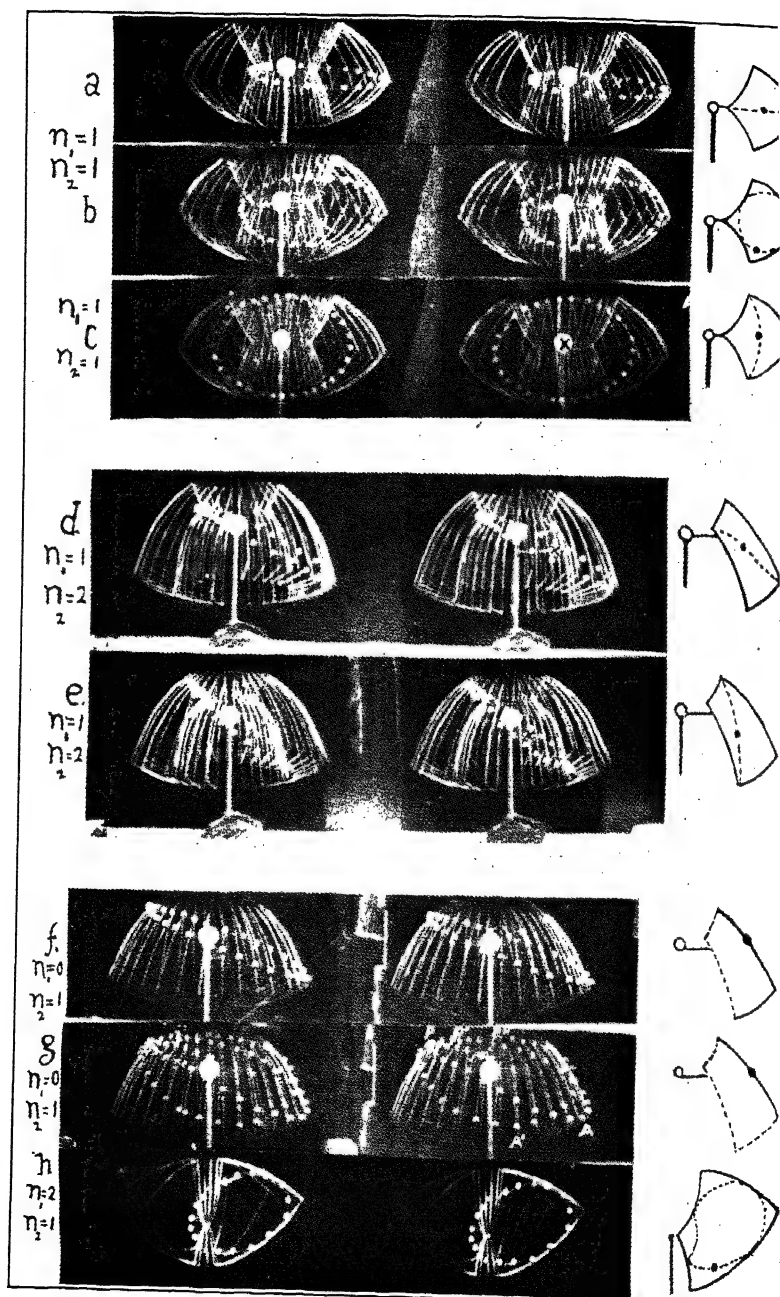 a
n₁=1
n₂=1
b
n₁=1
C
n₂=1
X
d
n₁=1
n₂=2
e
n₁=1
n₂=2
f.
n₁=0
n₂=1
g
n₁=0
n₂=1
A'
A
h
n₁=2
n₂=1